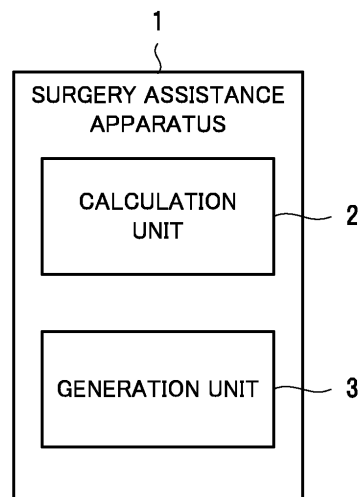 1
SURGERY ASSISTANCE
APPARATUS
CALCULATION
UNIT
2
GENERATION UNIT
3